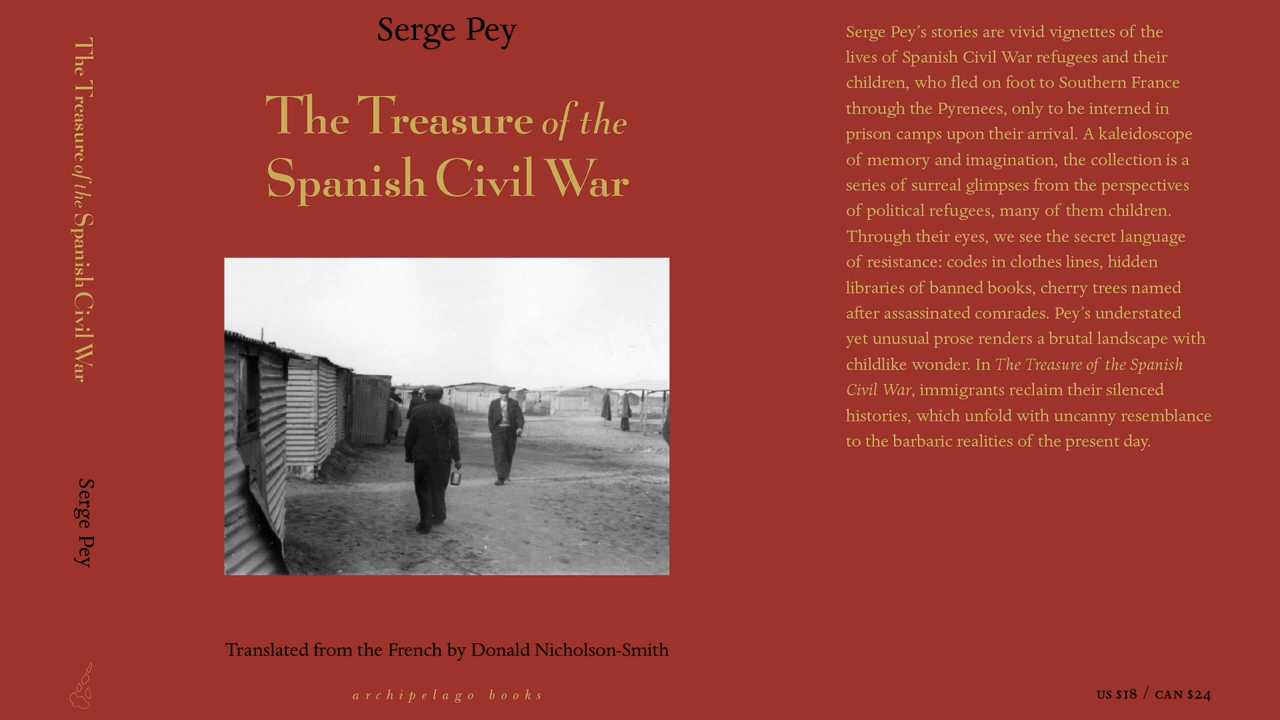 The Treasure of the Spanish Civil War
Serge Pey
Serge Pey
The Treasure of the
Spanish Civil War
Translated from the French by Donald Nicholson-Smith
archipelago books
Serge Pey's stories are vivid vignettes of the
lives of Spanish Civil War refugees and their
children, who fled on foot to Southern France
through the Pyrenees, only to be interned in
prison camps upon their arrival. A kaleidoscope
of memory and imagination, the collection is a
series of surreal glimpses from the perspectives
of political refugees, many of them children.
Through their eyes, we see the secret language
of resistance: codes in clothes lines, hidden
libraries of banned books, cherry trees named
after assassinated comrades. Pey's understated
yet unusual prose renders a brutal landscape with
childlike wonder. In The Treasure of the Spanish
Civil War, immigrants reclaim their silenced
histories, which unfold with uncanny resemblance
to the barbaric realities of the present day.
US $18 / CAN $24